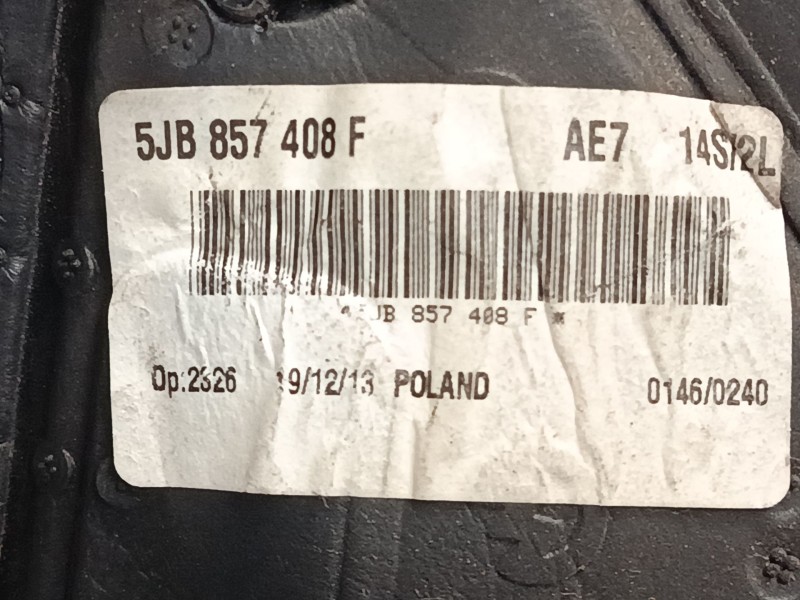 5JB 857 408 F AE7 14S/2L
*5JB 857 408 F *
Op:2326 19/12/13 POLAND 0146/0240